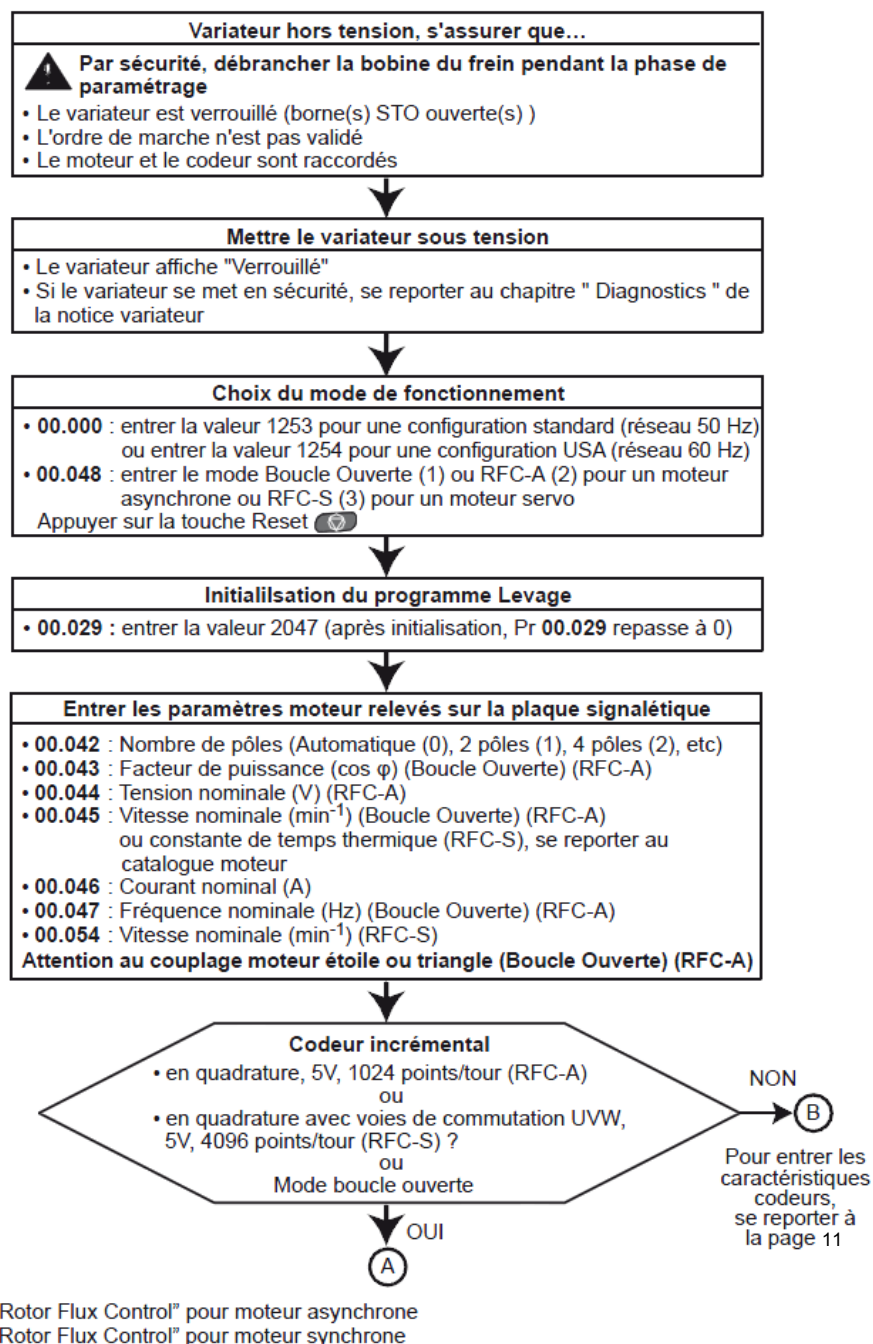 Variateur hors tension, s'assurer que…
Par sécurité, débrancher la bobine du frein pendant la phase de
paramétrage
• Le variateur est verrouillé (borne(s) STO ouverte(s) )
• L'ordre de marche n'est pas validé
• Le moteur et le codeur sont raccordés
Mettre le variateur sous tension
• Le variateur affiche "Verrouillé"
• Si le variateur se met en sécurité, se reporter au chapitre " Diagnostics " de
la notice variateur
Choix du mode de fonctionnement
• 00.000 : entrer la valeur 1253 pour une configuration standard (réseau 50 Hz)
ou entrer la valeur 1254 pour une configuration USA (réseau 60 Hz)
• 00.048 : entrer le mode Boucle Ouverte (1) ou RFC-A (2) pour un moteur
asynchrone ou RFC-S (3) pour un moteur servo
Appuyer sur la touche Reset
Initialilsation du programme Levage
• 00.029 : entrer la valeur 2047 (après initialisation, Pr 00.029 repasse à 0)
Entrer les paramètres moteur relevés sur la plaque signalétique
• 00.042 : Nombre de pôles (Automatique (0), 2 pôles (1), 4 pôles (2), etc)
• 00.043 : Facteur de puissance (cos φ) (Boucle Ouverte) (RFC-A)
• 00.044 : Tension nominale (V) (RFC-A)
• 00.045 : Vitesse nominale (min-1) (Boucle Ouverte) (RFC-A)
ou constante de temps thermique (RFC-S), se reporter au
catalogue moteur
• 00.046 : Courant nominal (A)
• 00.047 : Fréquence nominale (Hz) (Boucle Ouverte) (RFC-A)
• 00.054 : Vitesse nominale (min-1) (RFC-S)
Attention au couplage moteur étoile ou triangle (Boucle Ouverte) (RFC-A)
Codeur incrémental
• en quadrature, 5V, 1024 points/tour (RFC-A)
ou
• en quadrature avec voies de commutation UVW,
5V, 4096 points/tour (RFC-S) ?
ou
Mode boucle ouverte
NON
B
Pour entrer les
caractéristiques
codeurs,
se reporter à
la page 11
OUI
A
Rotor Flux Control" pour moteur asynchrone
Rotor Flux Control" pour moteur synchrone